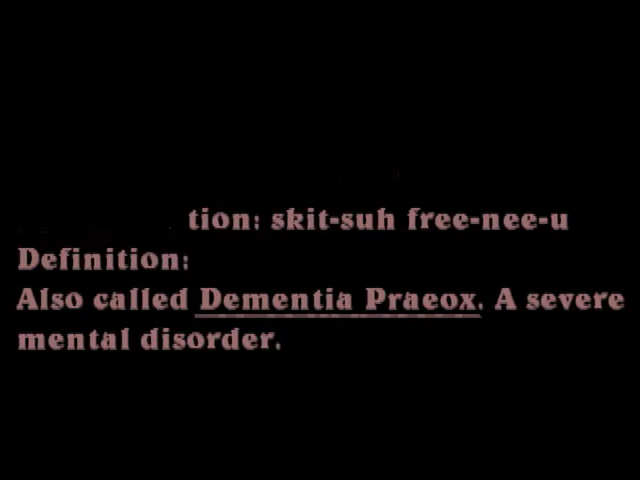 tion: skit-suh free-nee-u
Definition:
Also called Dementia Praeox. A severe
mental disorder.